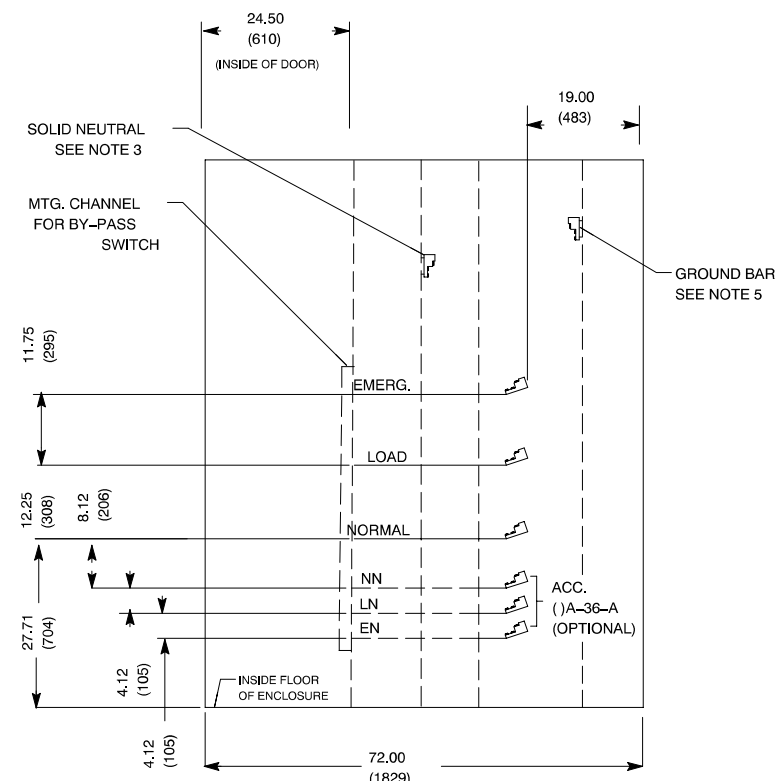 24.50
(610)
(INSIDE OF DOOR)
19.00
(483)
SOLID NEUTRAL
SEE NOTE 3
MTG. CHANNEL
FOR BY–PASS
SWITCH
GROUND BAR
SEE NOTE 5
11.75
(295)
EMERG.
LOAD
12.25
(308)
8.12
(206)
NORMAL
NN
LN
EN
ACC.
( )A–36–A
(OPTIONAL)
27.71
(704)
4.12
(105)
INSIDE FLOOR
OF ENCLOSURE
4.12
(105)
72.00
(1829)